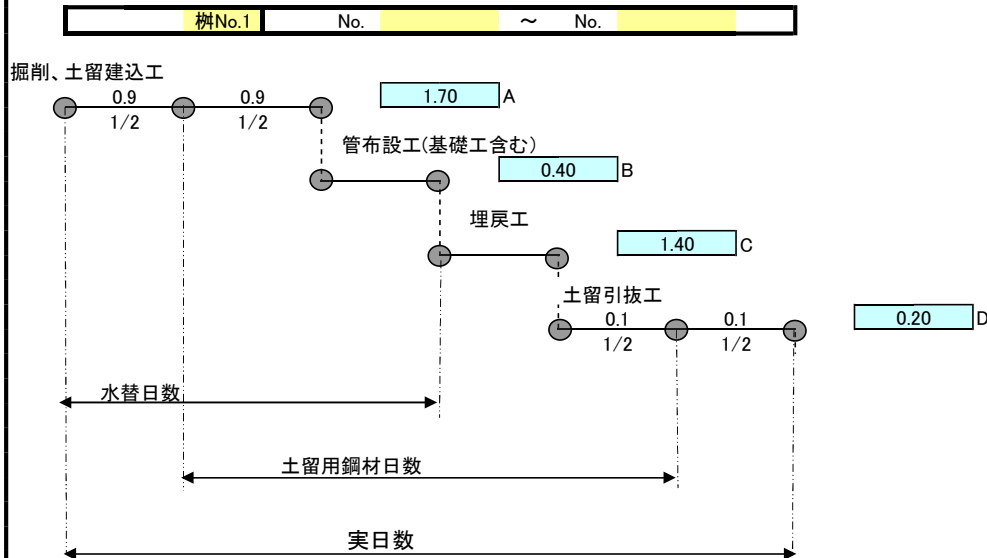 桝No.1 No. ～ No.
掘削、土留建込工
0.9 0.9 1.70 A
1/2 1/2
管布設工(基礎工含む)
0.40 B
埋戻工
1.40 C
土留引抜工
0.1 0.1 0.20 D
1/2 1/2
水替日数
土留用鋼材日数
実日数